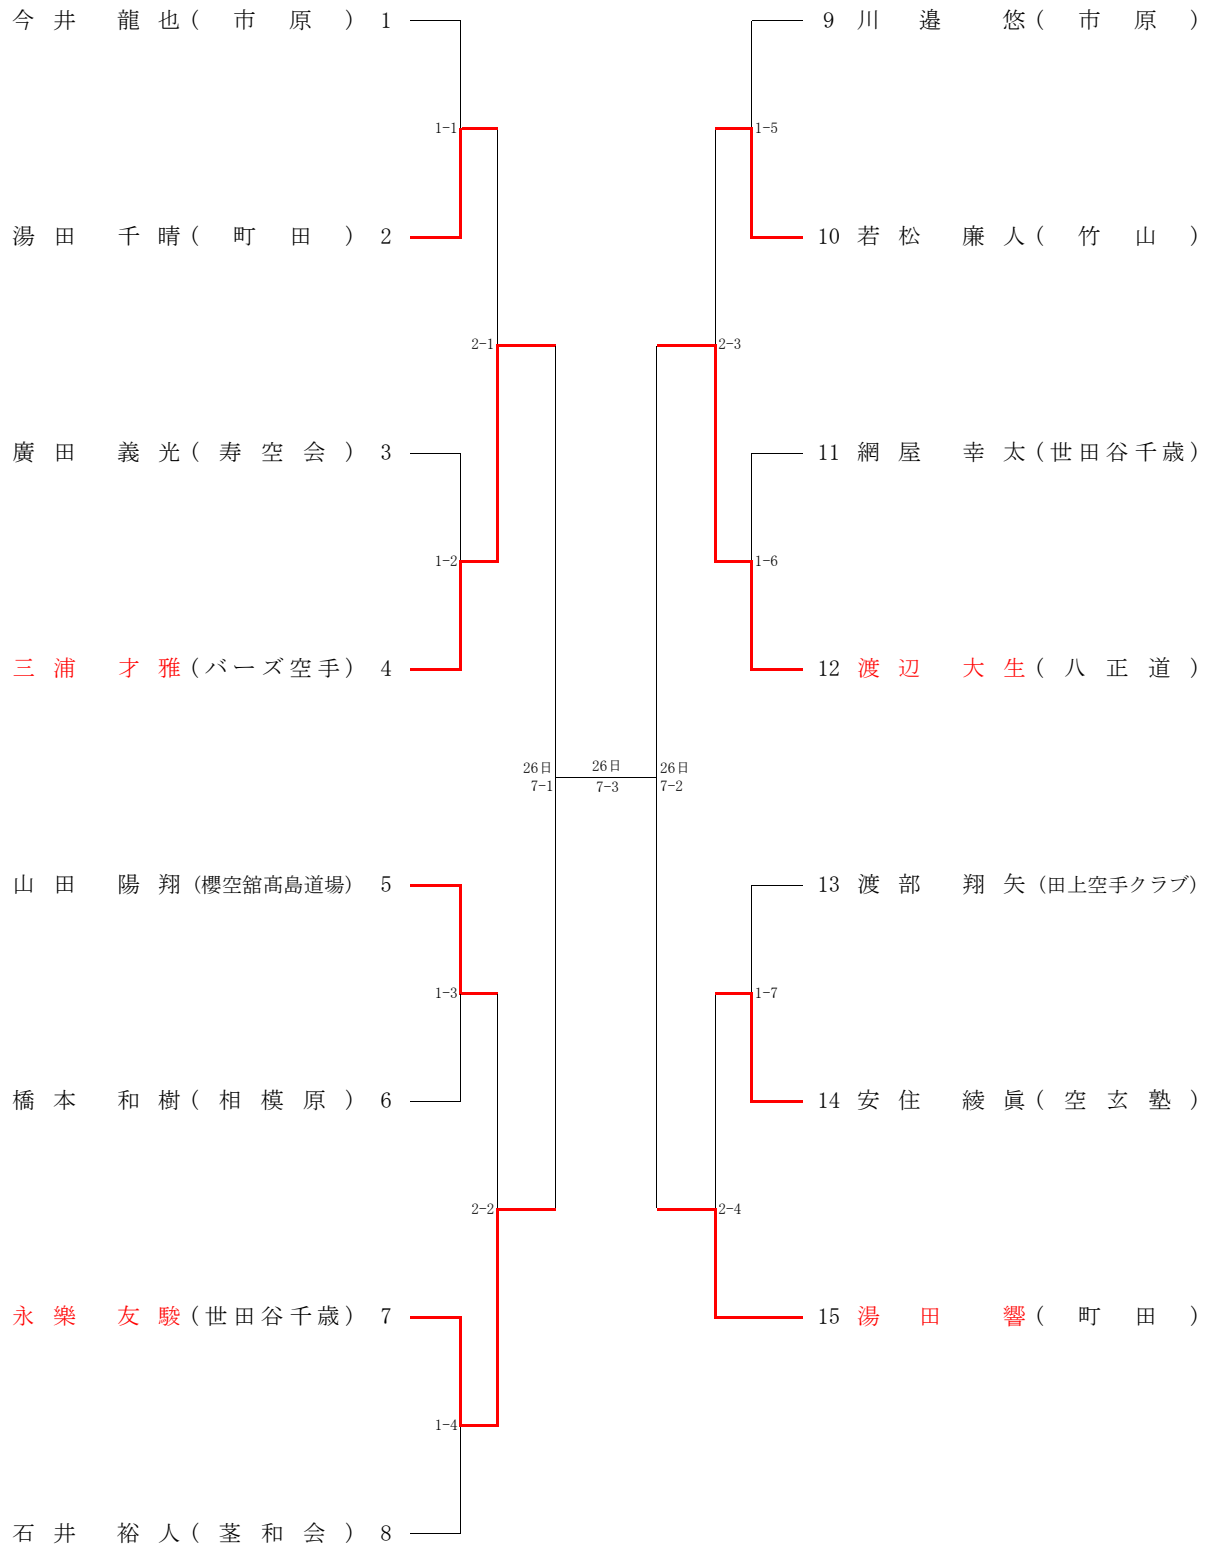 今井 龍也(市原) 1
湯田 千晴(町田) 2
廣田 義光(寿空会) 3
三浦 才雅(バーズ空手) 4
山田 陽翔(櫻空舘髙島道場) 5
橋本 和樹(相模原) 6
永樂 友駿(世田谷千歳) 7
石井 裕人(茎和会) 8
1-1
1-2
1-3
1-4
2-1
2-2
26日
7-1
26日
7-3
26日
7-2
2-3
2-4
1-5
1-6
1-7
9 川邉 悠(市原)
10 若松 廉人(竹山)
11 網屋 幸太(世田谷千歳)
12 渡辺 大生(八正道)
13 渡部 翔矢(田上空手クラブ)
14 安住 綾眞(空玄塾)
15 湯田 響(町田)